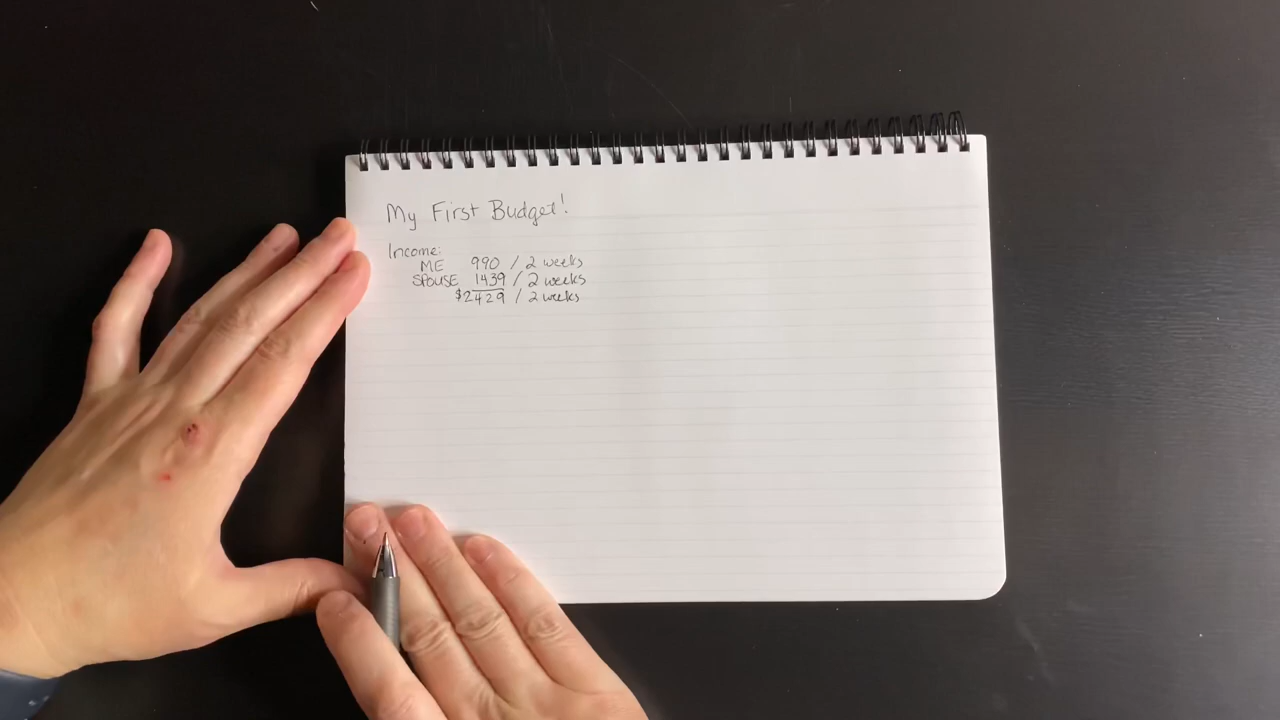 My First Budget!
Income:
ME 990 / 2 weeks
SPOUSE 1439 / 2 weeks
$2429 / 2 weeks